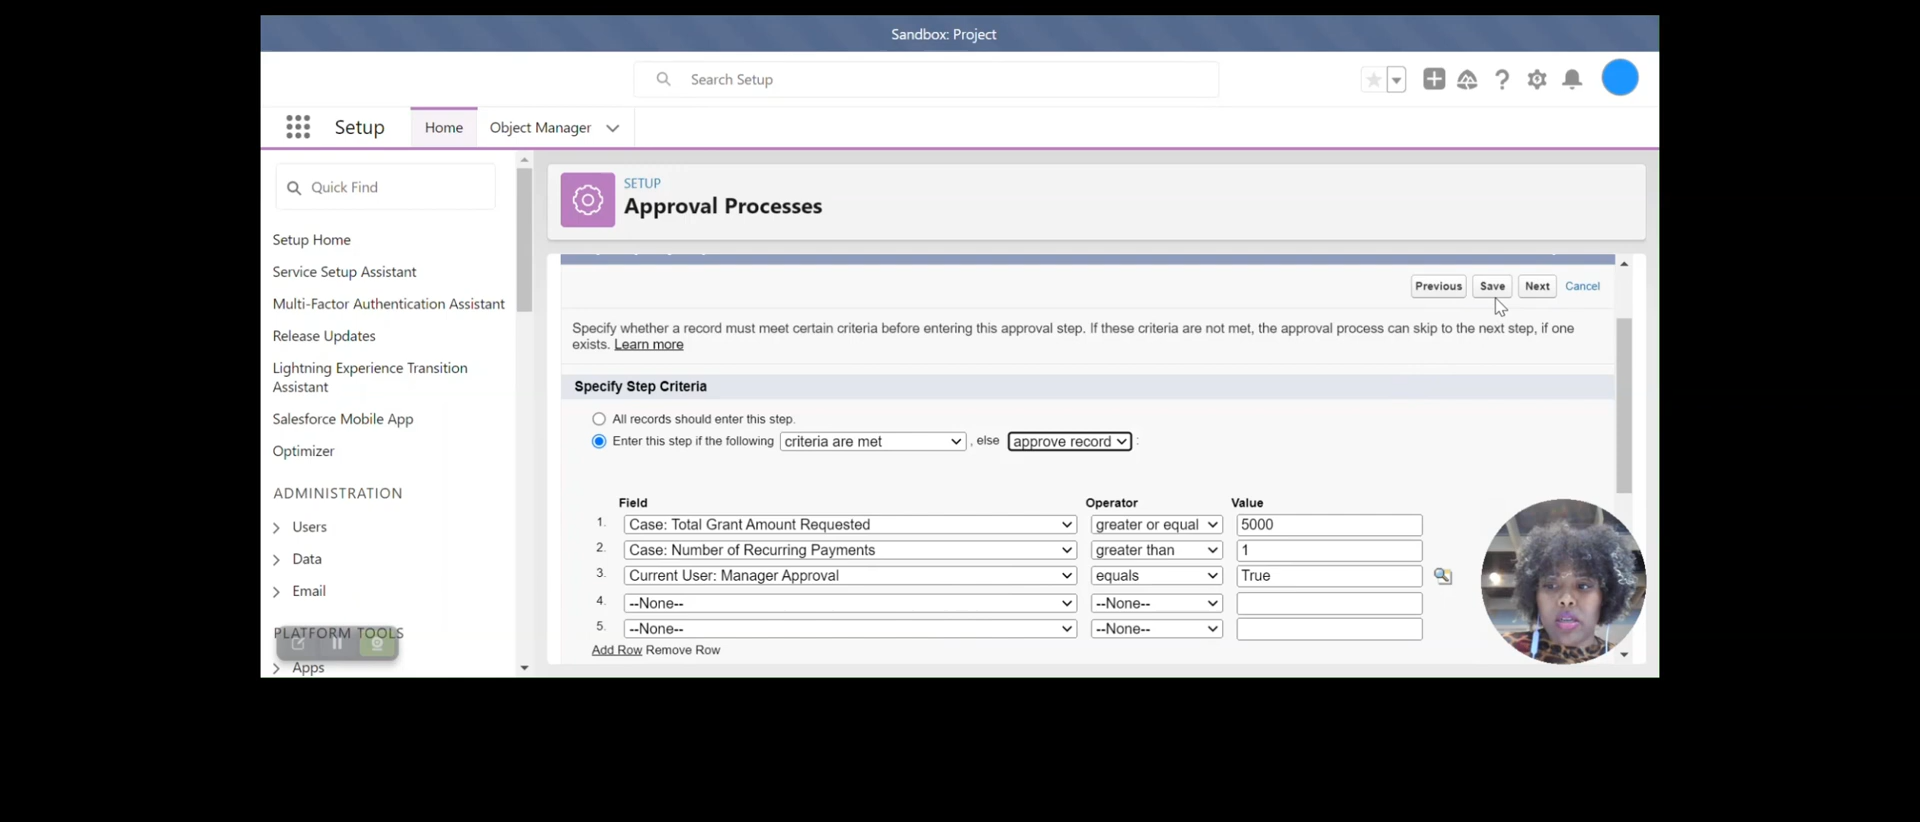 Sandbox: Project
Search Setup
Setup
Home
Object Manager
Quick Find
SETUP
Approval Processes
Setup Home
Service Setup Assistant
Multi-Factor Authentication Assistant
Release Updates
Lightning Experience Transition
Assistant
Salesforce Mobile App
Optimizer
ADMINISTRATION
Users
Data
Email
PLATFORM TOOLS
Apps
Previous Save Next Cancel
Specify whether a record must meet certain criteria before entering this approval step. If these criteria are not met, the approval process can skip to the next step, if one
exists. Learn more
Specify Step Criteria
All records should enter this step.
Enter this step if the following criteria are met , else approve record :
Field Operator Value
1. Case: Total Grant Amount Requested greater or equal 5000
2. Case: Number of Recurring Payments greater than 1
3. Current User: Manager Approval equals True
4. --None-- --None--
5. --None-- --None--
Add Row Remove Row